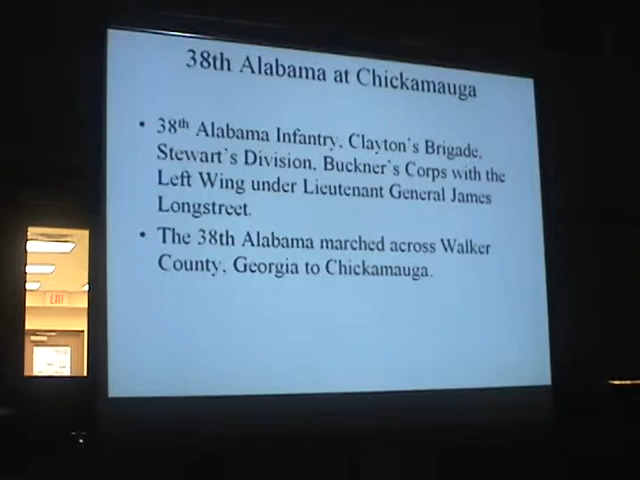 38th Alabama at Chickamauga
• 38th Alabama Infantry, Clayton's Brigade,
Stewart's Division, Buckner's Corps with the
Left Wing under Lieutenant General James
Longstreet.
• The 38th Alabama marched across Walker
County, Georgia to Chickamauga.
EXIT